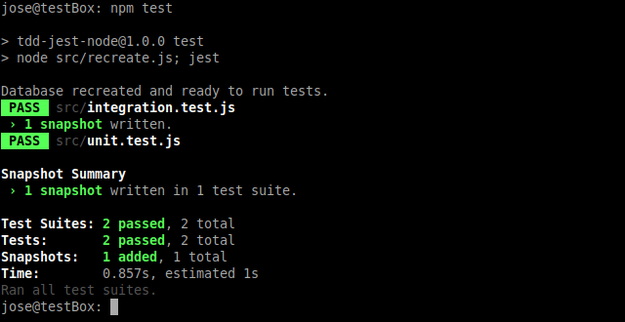 jose@testBox: npm test
> tdd-jest-node@1.0.0 test
> node src/recreate.js; jest
Database recreated and ready to run tests.
PASS src/integration.test.js
› 1 snapshot written.
PASS src/unit.test.js
Snapshot Summary
› 1 snapshot written in 1 test suite.
Test Suites: 2 passed, 2 total
Tests: 2 passed, 2 total
Snapshots: 1 added, 1 total
Time: 0.857s, estimated 1s
Ran all test suites.
jose@testBox: